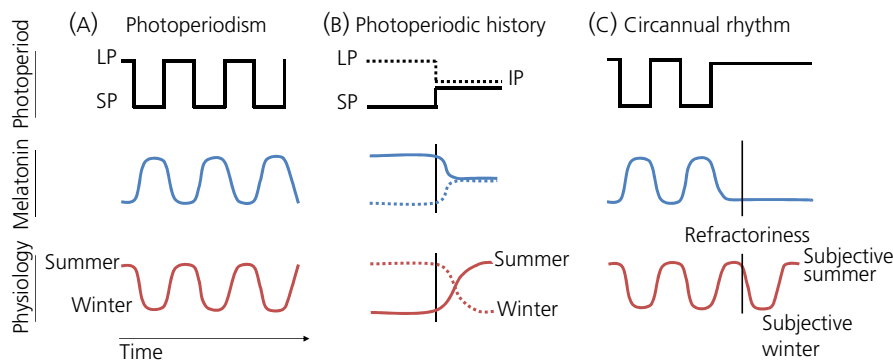 (A) Photoperiodism
(B) Photoperiodic history
(C) Circannual rhythm
Photoperiod
LP
SP
LP
SP
IP
Melatonin
Refractoriness
Physiology
Summer
Winter
Summer
Winter
Subjective
summer
Subjective
winter
Time